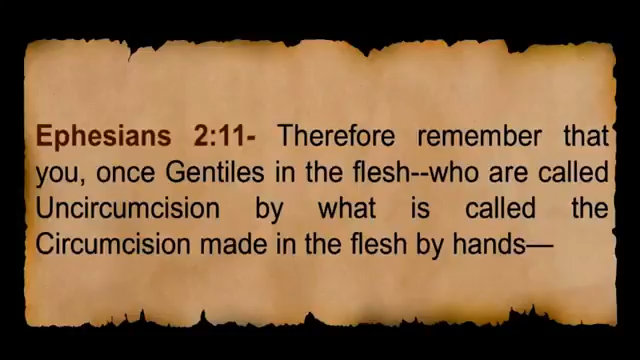 Ephesians 2:11- Therefore remember that
you, once Gentiles in the flesh--who are called
Uncircumcision by what is called the
Circumcision made in the flesh by hands—